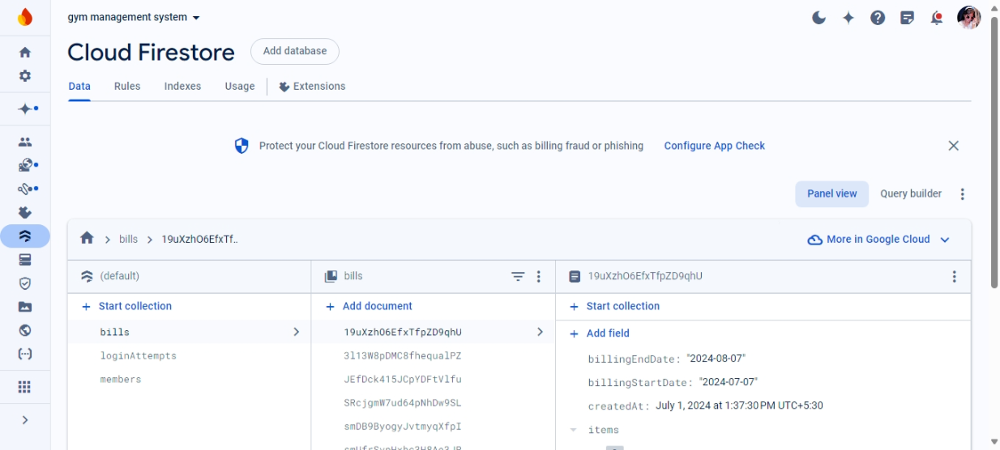 gym management system
Cloud Firestore
Add database
Data
Rules
Indexes
Usage
Extensions
Protect your Cloud Firestore resources from abuse, such as billing fraud or phishing
Configure App Check
Panel view
Query builder
bills
19uXzhO6EfxTf..
More in Google Cloud
(default)
bills
19uXzhO6EfxTfpZD9qhU
+ Start collection
+ Add document
+ Start collection
bills
loginAttempts
members
19uXzhO6EfxTfpZD9qhU
3l13W8pDMC8fhequalPZ
JEfDck415JCpYDFtVlfu
SRcjgmW7ud64pNhDw9SL
smDB9ByogyJvtmyqXfpI
+ Add field
billingEndDate: "2024-08-07"
billingStartDate: "2024-07-07"
createdAt: July 1, 2024 at 1:37:30 PM UTC+5:30
items